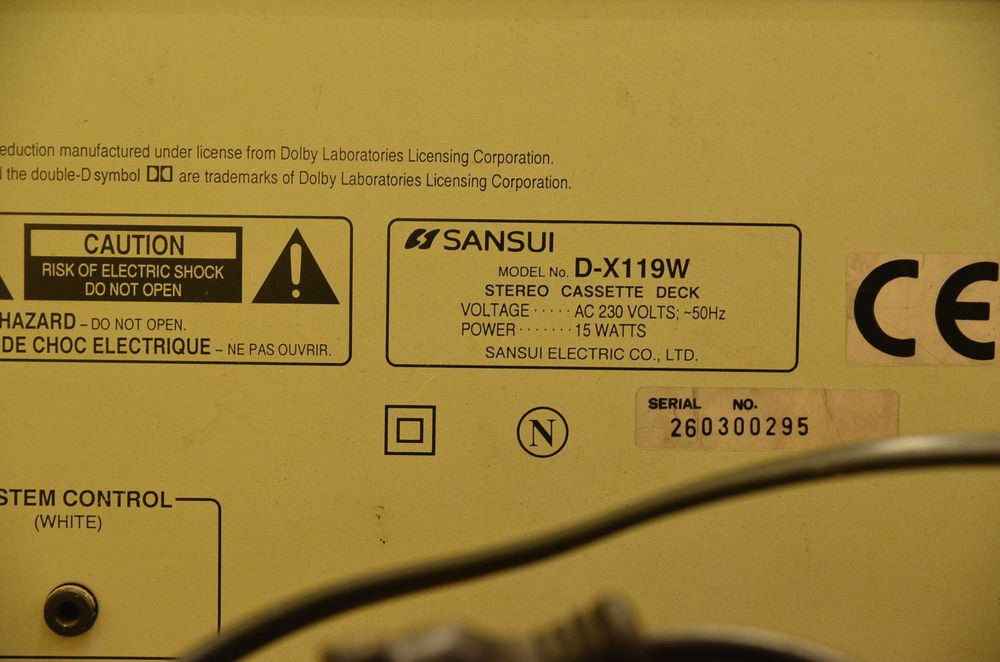 eduction manufactured under license from Dolby Laboratories Licensing Corporation.
the double-D symbol DD are trademarks of Dolby Laboratories Licensing Corporation.
CAUTION
RISK OF ELECTRIC SHOCK
DO NOT OPEN
HAZARD – DO NOT OPEN.
DE CHOC ELECTRIQUE – NE PAS OUVRIR.
SANSUI
MODEL No. D-X119W
STEREO CASSETTE DECK
VOLTAGE ····· AC 230 VOLTS; ~50Hz
POWER ······· 15 WATTS
SANSUI ELECTRIC CO., LTD.
CE
N
SERIAL NO.
260300295
STEM CONTROL
(WHITE)